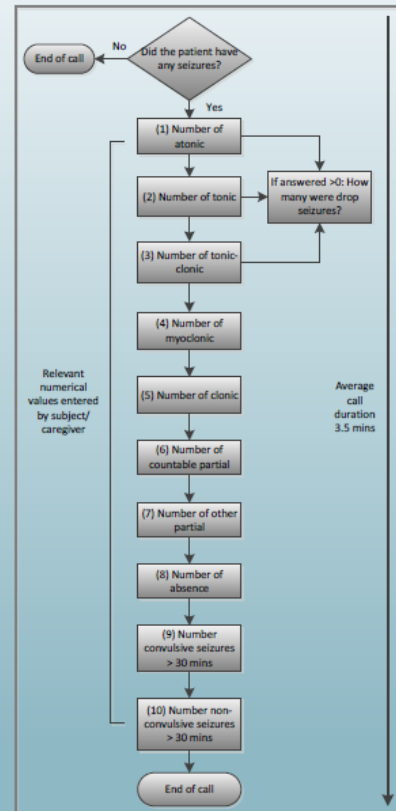 No
Did the patient have
any seizures?
End of call
Yes
(1) Number of
atonic
If answered >0: How
many were drop
seizures?
(2) Number of tonic
(3) Number of tonic-
clonic
(4) Number of
myoclonic
Relevant
numerical
values entered
by subject/
caregiver
(5) Number of clonic
Average
call
duration
3.5 mins
(6) Number of
countable partial
(7) Number of other
partial
(8) Number of
absence
(9) Number
convulsive seizures
> 30 mins
(10) Number non-
convulsive seizures
> 30 mins
End of call